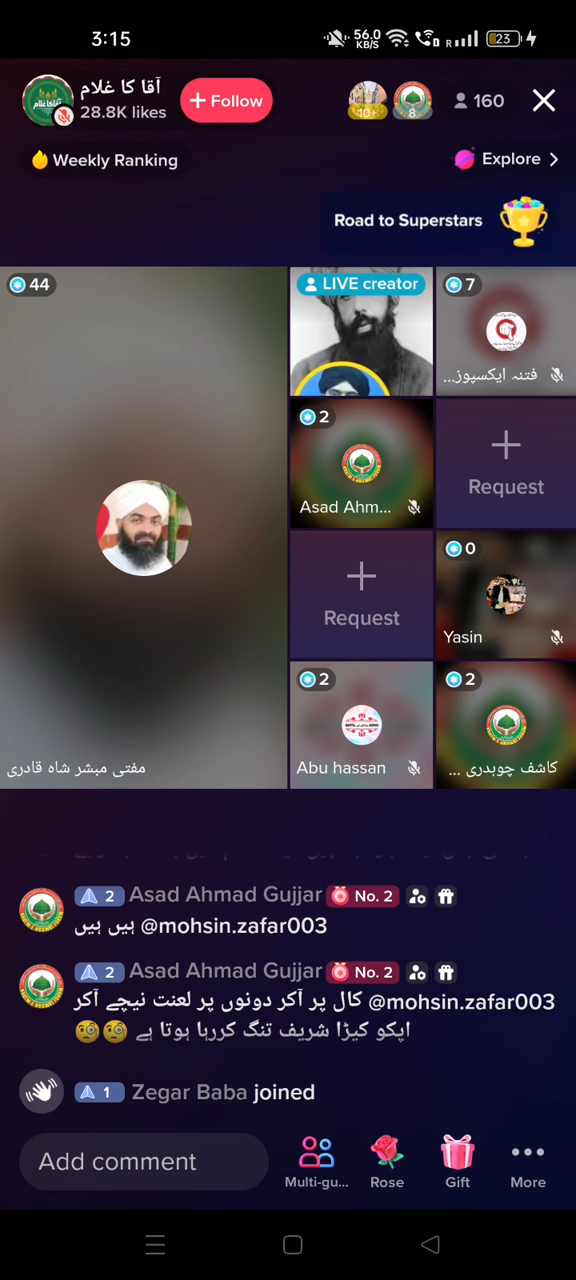 3:15
56.0
KB/S
R
23
آقا کا غلام
28.8K likes
+ Follow
10+
8
160
Weekly Ranking
Explore
Road to Superstars
44
LIVE creator
7
فتنہ ایکسپوز...
2
Asad Ahm...
Request
Request
0
Yasin
2
Abu hassan
2
کاشف چوہدری ...
مفتی مبشر شاہ قادری
2 Asad Ahmad Gujjar No. 2
ہیں ہیں @mohsin.zafar003
2 Asad Ahmad Gujjar No. 2
کال پر آکر دونوں پر لعنت نیچے آکر @mohsin.zafar003
اپکو کیڑا شریف تنگ کررہا ہوتا ہے 🧐🧐
1 Zegar Baba joined
Add comment
Multi-gu...
Rose
Gift
More